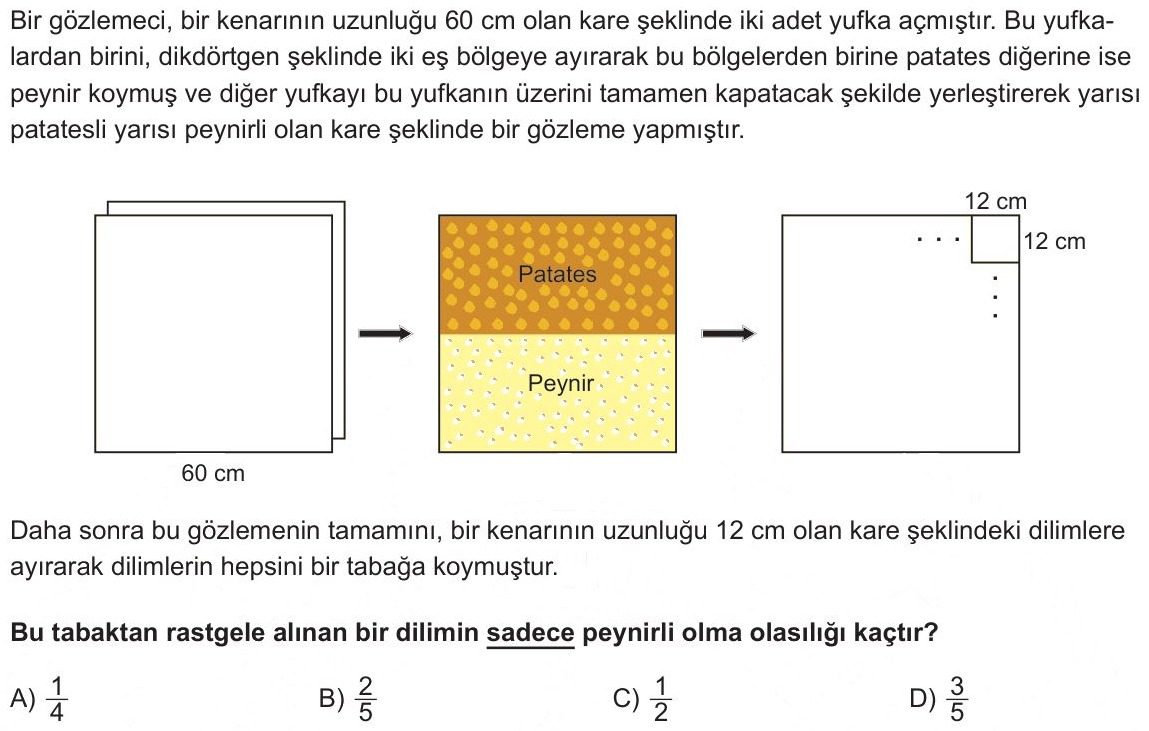 Bir gözlemeci, bir kenarının uzunluğu 60 cm olan kare şeklinde iki adet yufka açmıştır. Bu yufka-
lardan birini, dikdörtgen şeklinde iki eş bölgeye ayırarak bu bölgelerden birine patates diğerine ise
peynir koymuş ve diğer yufkayı bu yufkanın üzerini tamamen kapatacak şekilde yerleştirerek yarısı
patatesli yarısı peynirli olan kare şeklinde bir gözleme yapmıştır.
12 cm
12 cm
Patates
Peynir
60 cm
Daha sonra bu gözlemenin tamamını, bir kenarının uzunluğu 12 cm olan kare şeklindeki dilimlere
ayırarak dilimlerin hepsini bir tabağa koymuştur.
Bu tabaktan rastgele alınan bir dilimin sadece peynirli olma olasılığı kaçtır?
A) 1/4 B) 2/5 C) 1/2 D) 3/5